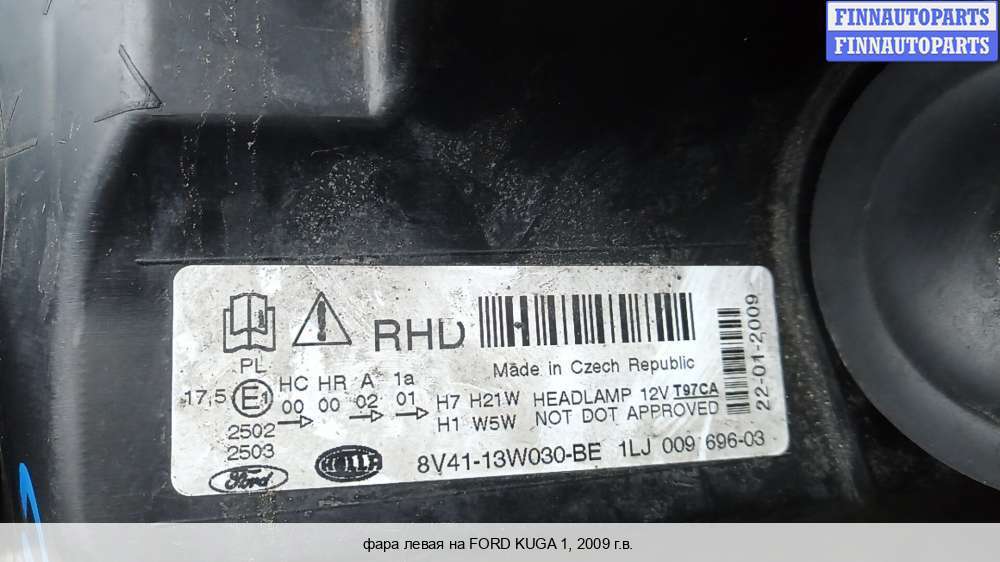 FINNAUTOPARTS
FINNAUTOPARTS
RHD
Made in Czech Republic
22-01-2009
PL
HC HR A 1a
17,5 E1 00 00 02 01
H7 H21W HEADLAMP 12V T97CA
H1 W5W NOT DOT APPROVED
2502
2503
Ford HELLA 8V41-13W030-BE 1LJ 009 696-03
фара левая на FORD KUGA 1, 2009 г.в.